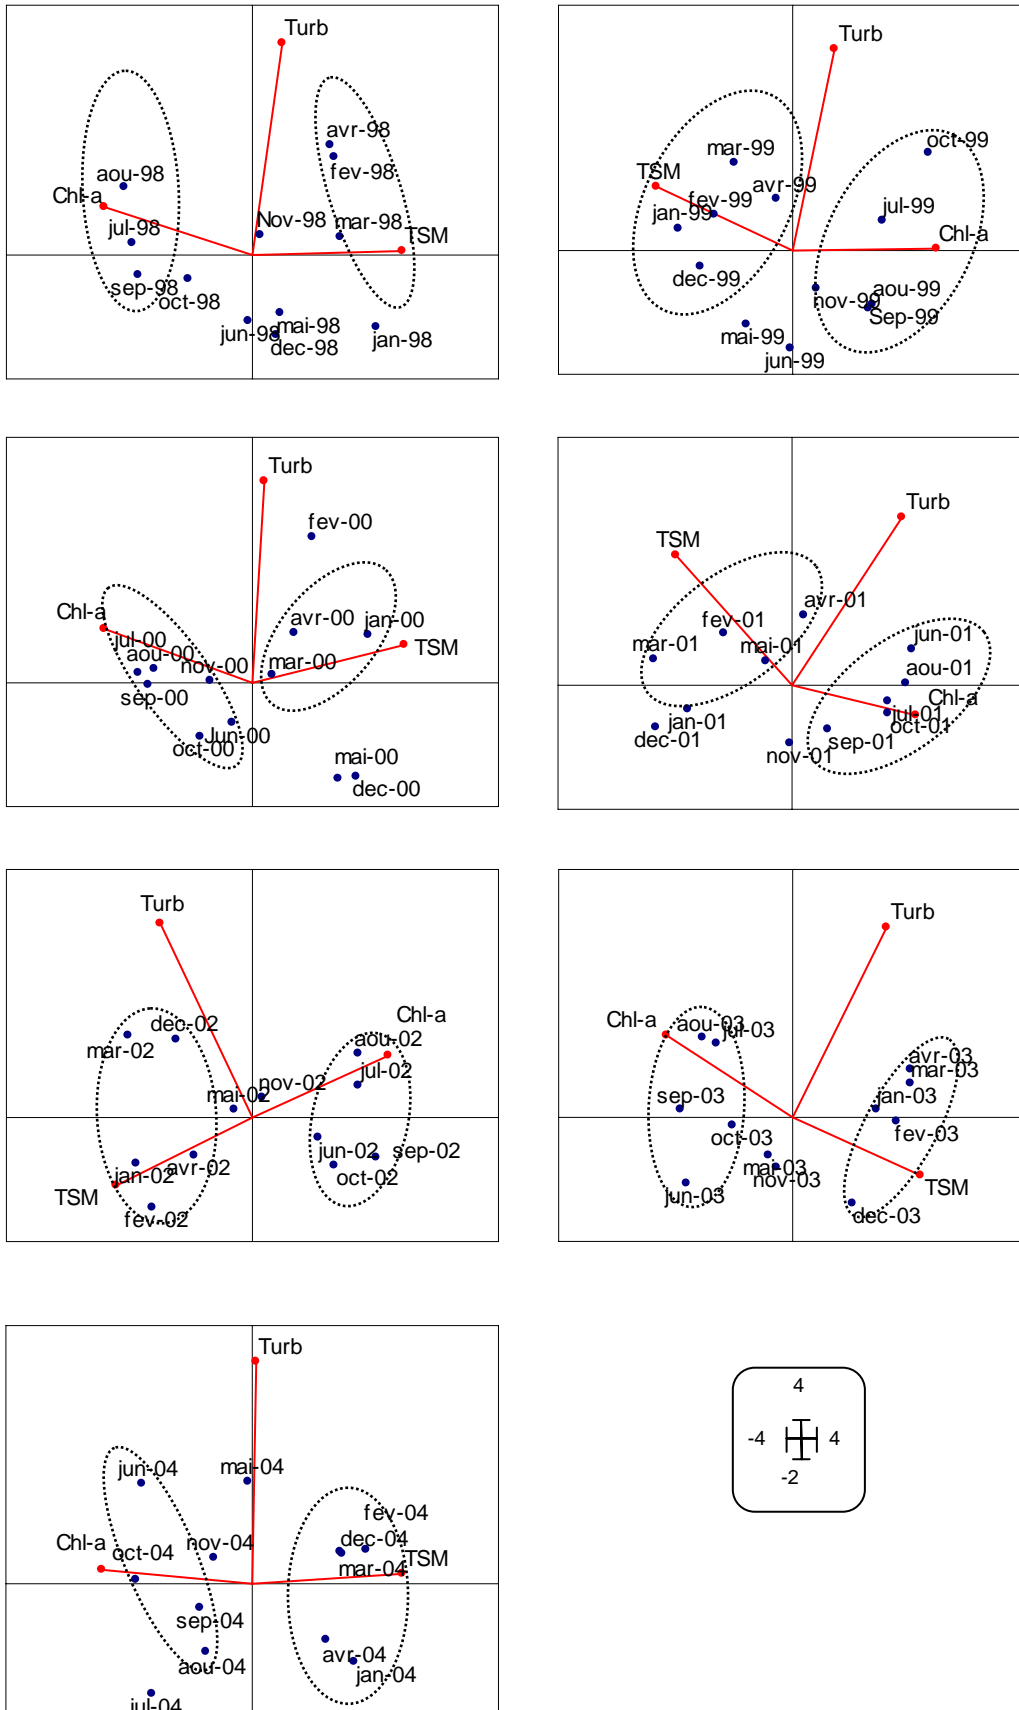 Turb
avr-98
fev-98
aou-98
Chl-a
jul-98
Nov-98
mar-98
TSM
sep-98
oct-98
jun-98
mai-98
dec-98
jan-98
Turb
oct-99
mar-99
TSM
fev-99
avr-99
jan-99
jul-99
Chl-a
dec-99
nov-99
aou-99
Sep-99
mai-99
jun-99
Turb
fev-00
Chl-a
jul-00
avr-00
jan-00
aou-00
nov-00
mar-00
TSM
sep-00
oct-00
Jun-00
mai-00
dec-00
Turb
TSM
avr-01
fev-01
mar-01
mai-01
jun-01
aou-01
Chl-a
jan-01
jul-01
dec-01
oct-01
sep-01
nov-01
Turb
Chl-a
dec-02
mar-02
aou-02
jul-02
mai-02
nov-02
jan-02
avr-02
TSM
fev-02
jun-02
sep-02
oct-02
Turb
Chl-a
aou-03
jul-03
avr-03
mar-03
sep-03
jan-03
oct-03
fev-03
mar-03
nov-03
jun-03
TSM
dec-03
Turb
jun-04
mai-04
fev-04
Chl-a
oct-04
nov-04
dec-04
mar-04
TSM
sep-04
aou-04
avr-04
jan-04
jul-04
4
-4
4
-2